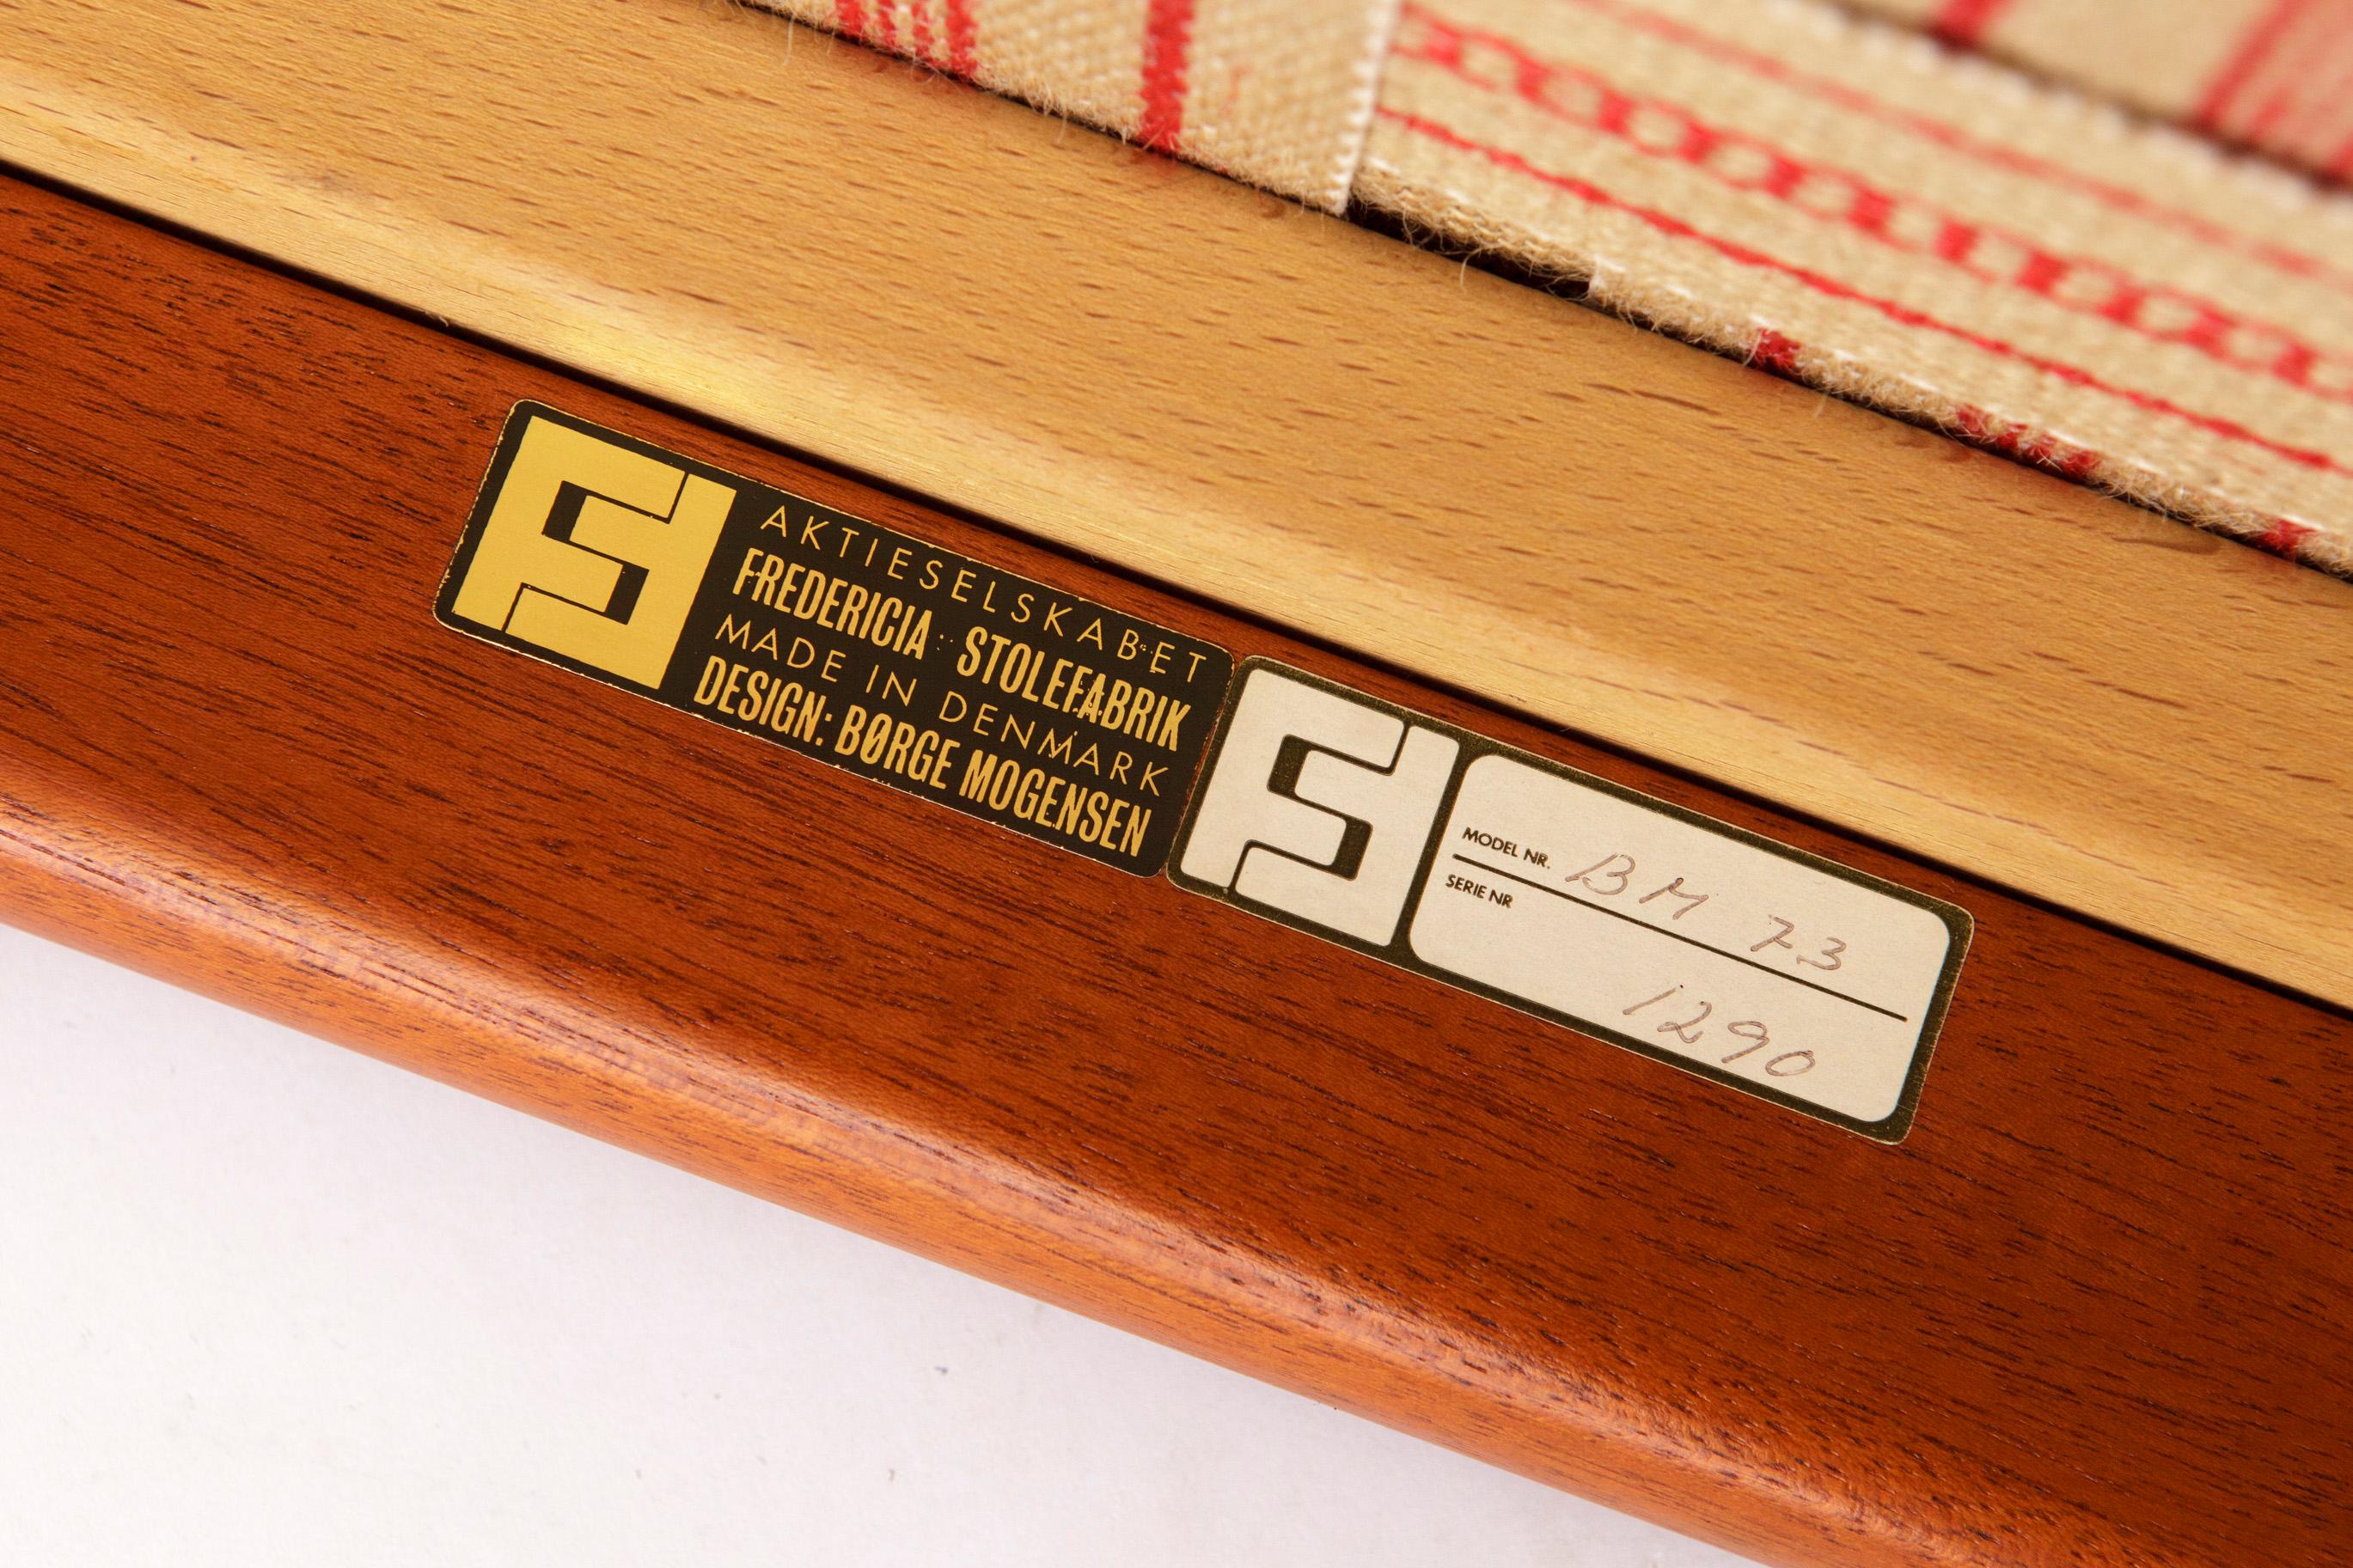 AKTIESELSKABET
FREDERICIA STOLEFABRIK
MADE IN DENMARK
DESIGN: BØRGE MOGENSEN
MODEL NR. BM 73
SERIE NR 1290